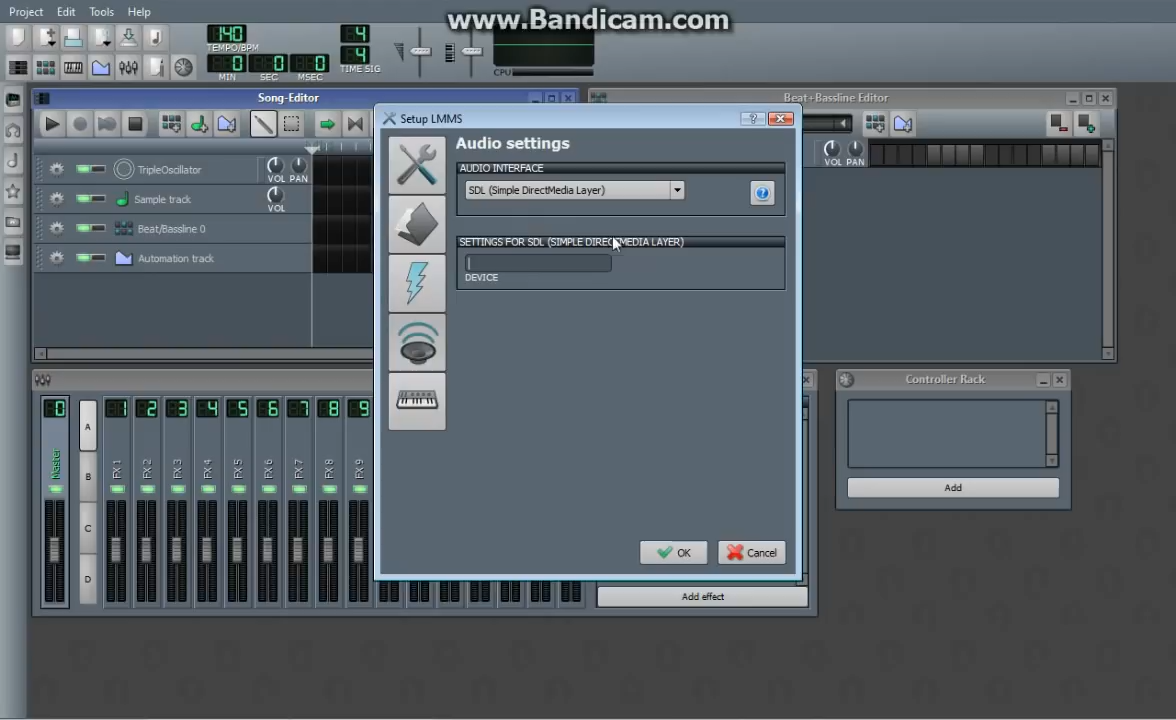 Project Edit Tools Help
www.Bandicam.com
140
TEMPO/BPM
4
4
TIME SIG
0 0 0
MIN SEC MSEC
CPU
Song-Editor
Beat+Bassline Editor
Setup LMMS
Audio settings
AUDIO INTERFACE
SDL (Simple DirectMedia Layer)
SETTINGS FOR SDL (SIMPLE DIRECTMEDIA LAYER)
DEVICE
TripleOscillator
VOL PAN
Sample track
VOL
Beat/Bassline 0
Automation track
VOL PAN
0 1 2 3 4 5 6 7 8 9
Master
FX 1 FX 2 FX 3 FX 4 FX 5 FX 6 FX 7 FX 8 FX 9
A
B
C
D
Controller Rack
Add
OK
Cancel
Add effect